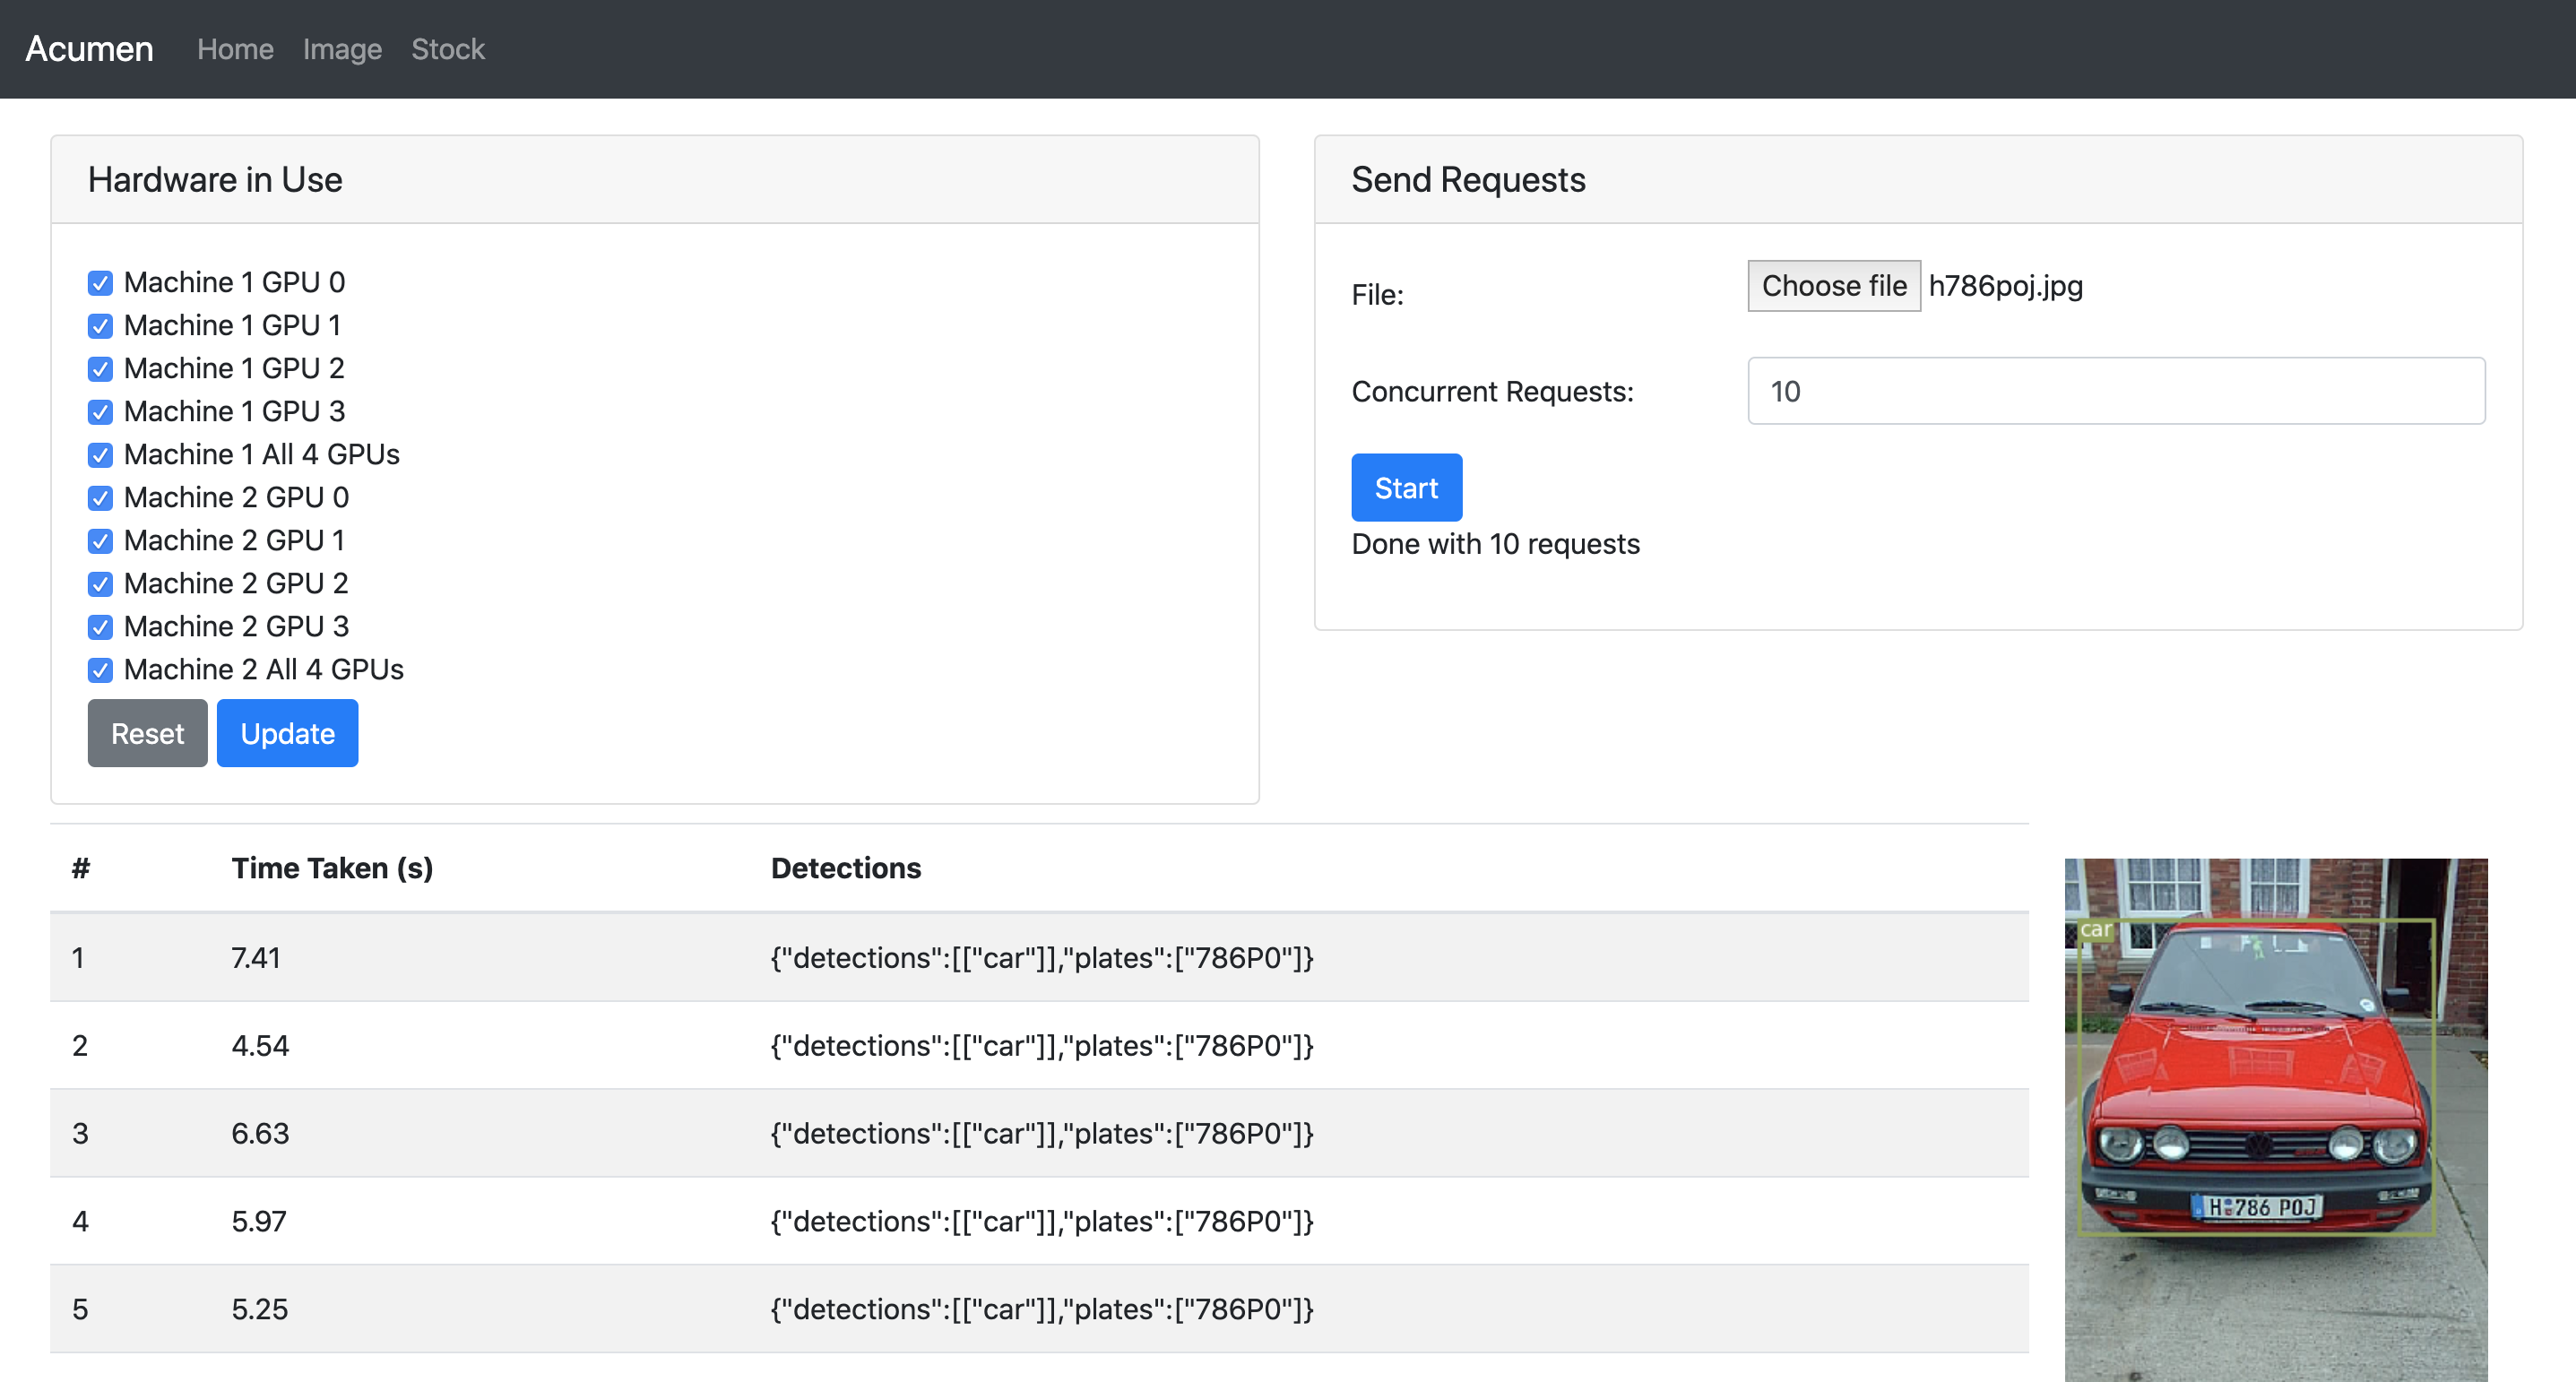 Acumen Home Image Stock
Hardware in Use
Machine 1 GPU 0
Machine 1 GPU 1
Machine 1 GPU 2
Machine 1 GPU 3
Machine 1 All 4 GPUs
Machine 2 GPU 0
Machine 2 GPU 1
Machine 2 GPU 2
Machine 2 GPU 3
Machine 2 All 4 GPUs
Reset Update
Send Requests
File: Choose file h786poj.jpg
Concurrent Requests: 10
Start
Done with 10 requests
# Time Taken (s) Detections
1 7.41 {"detections":[["car"]],"plates":["786P0"]}
2 4.54 {"detections":[["car"]],"plates":["786P0"]}
3 6.63 {"detections":[["car"]],"plates":["786P0"]}
4 5.97 {"detections":[["car"]],"plates":["786P0"]}
5 5.25 {"detections":[["car"]],"plates":["786P0"]}
car
H 786 POJ